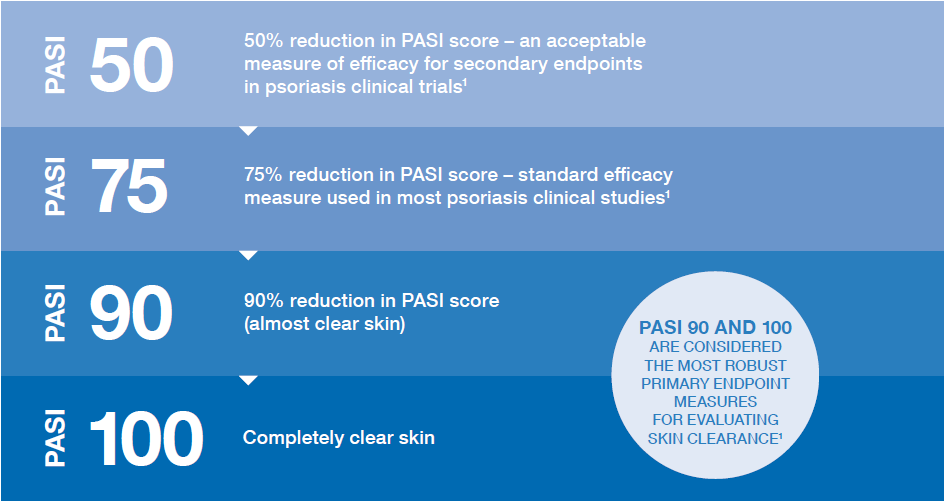 PASI 50
50% reduction in PASI score – an acceptable
measure of efficacy for secondary endpoints
in psoriasis clinical trials¹
PASI 75
75% reduction in PASI score – standard efficacy
measure used in most psoriasis clinical studies¹
PASI 90
90% reduction in PASI score
(almost clear skin)
PASI 100
Completely clear skin
PASI 90 AND 100
ARE CONSIDERED
THE MOST ROBUST
PRIMARY ENDPOINT
MEASURES
FOR EVALUATING
SKIN CLEARANCE¹